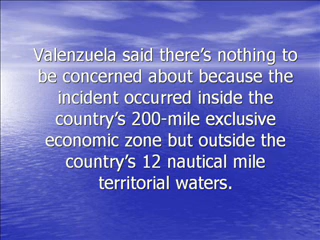 Valenzuela said there’s nothing to
be concerned about because the
incident occurred inside the
country’s 200-mile exclusive
economic zone but outside the
country’s 12 nautical mile
territorial waters.